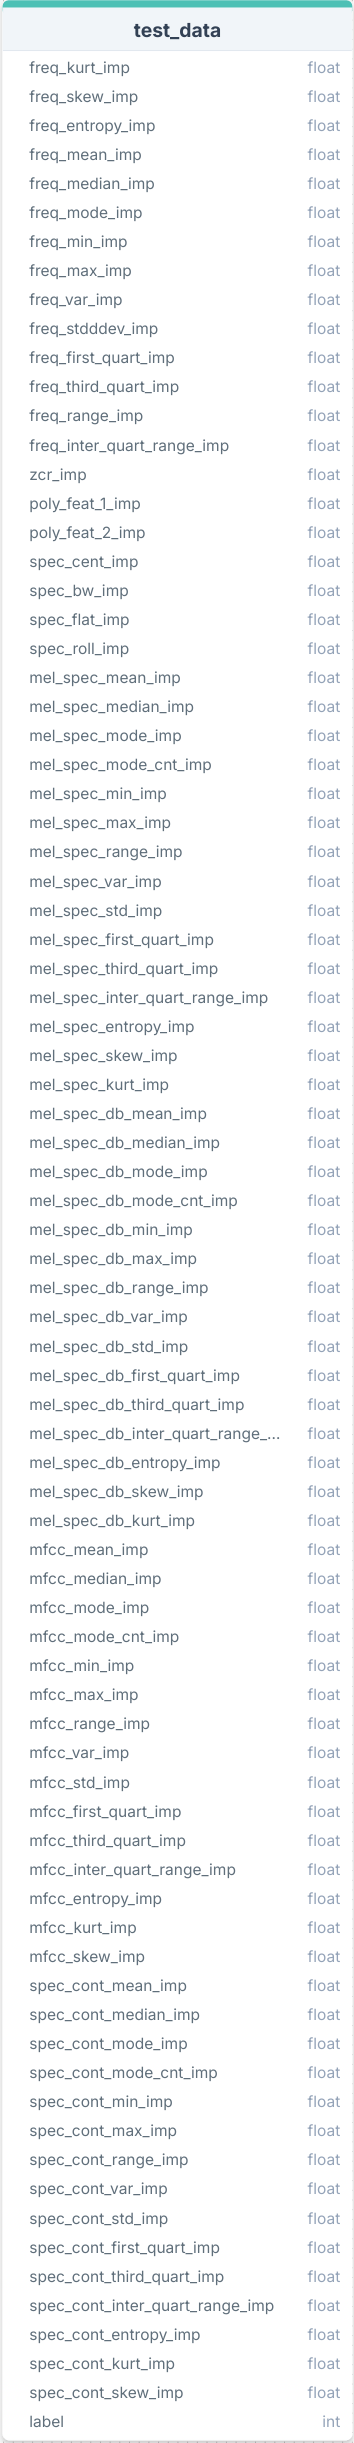 test_data
freq_kurt_imp float
freq_skew_imp float
freq_entropy_imp float
freq_mean_imp float
freq_median_imp float
freq_mode_imp float
freq_min_imp float
freq_max_imp float
freq_var_imp float
freq_stdddev_imp float
freq_first_quart_imp float
freq_third_quart_imp float
freq_range_imp float
freq_inter_quart_range_imp float
zcr_imp float
poly_feat_1_imp float
poly_feat_2_imp float
spec_cent_imp float
spec_bw_imp float
spec_flat_imp float
spec_roll_imp float
mel_spec_mean_imp float
mel_spec_median_imp float
mel_spec_mode_imp float
mel_spec_mode_cnt_imp float
mel_spec_min_imp float
mel_spec_max_imp float
mel_spec_range_imp float
mel_spec_var_imp float
mel_spec_std_imp float
mel_spec_first_quart_imp float
mel_spec_third_quart_imp float
mel_spec_inter_quart_range_imp float
mel_spec_entropy_imp float
mel_spec_skew_imp float
mel_spec_kurt_imp float
mel_spec_db_mean_imp float
mel_spec_db_median_imp float
mel_spec_db_mode_imp float
mel_spec_db_mode_cnt_imp float
mel_spec_db_min_imp float
mel_spec_db_max_imp float
mel_spec_db_range_imp float
mel_spec_db_var_imp float
mel_spec_db_std_imp float
mel_spec_db_first_quart_imp float
mel_spec_db_third_quart_imp float
mel_spec_db_inter_quart_range_... float
mel_spec_db_entropy_imp float
mel_spec_db_skew_imp float
mel_spec_db_kurt_imp float
mfcc_mean_imp float
mfcc_median_imp float
mfcc_mode_imp float
mfcc_mode_cnt_imp float
mfcc_min_imp float
mfcc_max_imp float
mfcc_range_imp float
mfcc_var_imp float
mfcc_std_imp float
mfcc_first_quart_imp float
mfcc_third_quart_imp float
mfcc_inter_quart_range_imp float
mfcc_entropy_imp float
mfcc_kurt_imp float
mfcc_skew_imp float
spec_cont_mean_imp float
spec_cont_median_imp float
spec_cont_mode_imp float
spec_cont_mode_cnt_imp float
spec_cont_min_imp float
spec_cont_max_imp float
spec_cont_range_imp float
spec_cont_var_imp float
spec_cont_std_imp float
spec_cont_first_quart_imp float
spec_cont_third_quart_imp float
spec_cont_inter_quart_range_imp float
spec_cont_entropy_imp float
spec_cont_kurt_imp float
spec_cont_skew_imp float
label int